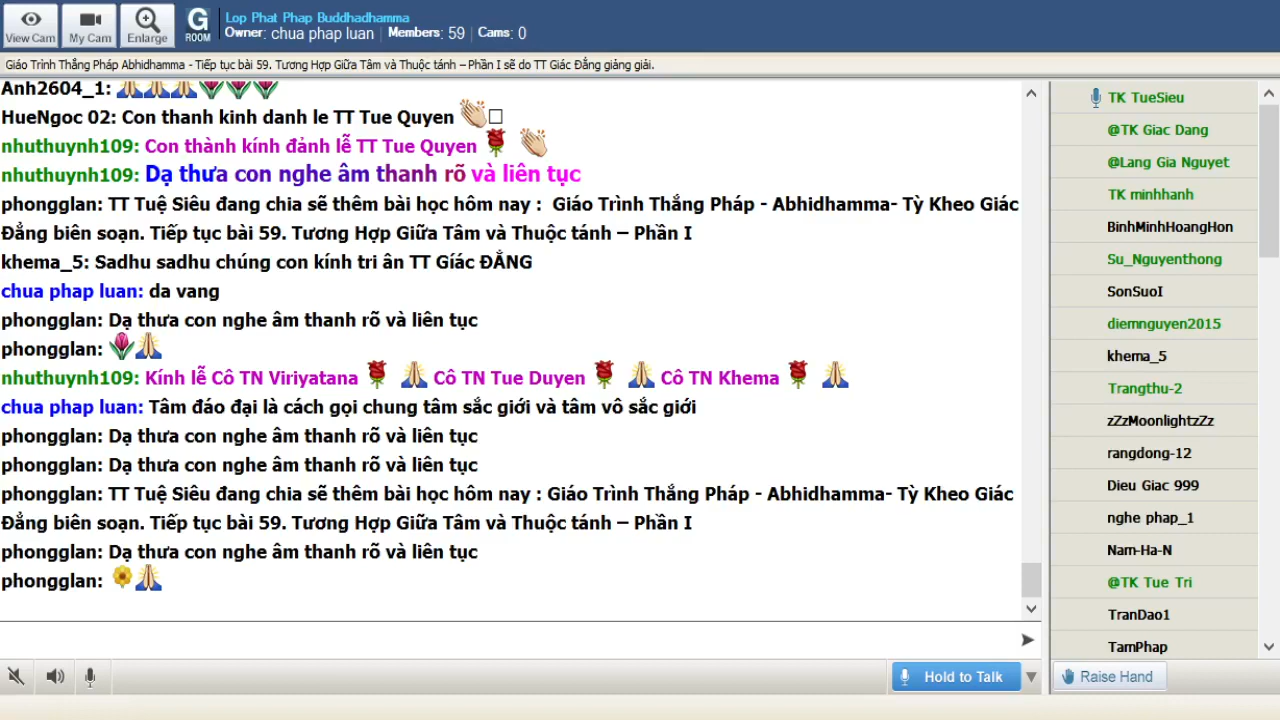 View Cam
My Cam
Enlarge
G
ROOM
Lop Phat Phap Buddhadhamma
Owner: chua phap luan Members: 59 Cams: 0
Giáo Trình Thắng Pháp Abhidhamma - Tiếp tục bài 59. Tương Hợp Giữa Tâm và Thuộc tánh – Phần I sẽ do TT Giác Đẳng giảng giải.
Anh2604_1: 🙏🙏🙏🌷🌷🌷
HueNgoc 02: Con thanh kinh danh le TT Tue Quyen 👏🏻□
nhuthuynh109: Con thành kính đảnh lễ TT Tue Quyen 🌹 👏🏻
nhuthuynh109: Dạ thưa con nghe âm thanh rõ và liên tục
phongglan: TT Tuệ Siêu đang chia sẽ thêm bài học hôm nay : Giáo Trình Thắng Pháp - Abhidhamma- Tỳ Kheo Giác
Đẳng biên soạn. Tiếp tục bài 59. Tương Hợp Giữa Tâm và Thuộc tánh – Phần I
khema_5: Sadhu sadhu chúng con kính tri ân TT Gíác ĐẲNG
chua phap luan: da vang
phongglan: Dạ thưa con nghe âm thanh rõ và liên tục
phongglan: 🌷🙏
nhuthuynh109: Kính lễ Cô TN Viriyatana 🌹 🙏 Cô TN Tue Duyen 🌹 🙏 Cô TN Khema 🌹 🙏
chua phap luan: Tâm đáo đại là cách gọi chung tâm sắc giới và tâm vô sắc giới
phongglan: Dạ thưa con nghe âm thanh rõ và liên tục
phongglan: Dạ thưa con nghe âm thanh rõ và liên tục
phongglan: TT Tuệ Siêu đang chia sẽ thêm bài học hôm nay : Giáo Trình Thắng Pháp - Abhidhamma- Tỳ Kheo Giác
Đẳng biên soạn. Tiếp tục bài 59. Tương Hợp Giữa Tâm và Thuộc tánh – Phần I
phongglan: Dạ thưa con nghe âm thanh rõ và liên tục
phongglan: 🌼🙏
Hold to Talk
TK TueSieu
@TK Giac Dang
@Lang Gia Nguyet
TK minhhanh
BinhMinhHoangHon
Su_Nguyenthong
SonSuoI
diemnguyen2015
khema_5
Trangthu-2
zZzMoonlightzZz
rangdong-12
Dieu Giac 999
nghe phap_1
Nam-Ha-N
@TK Tue Tri
TranDao1
TamPhap
Raise Hand